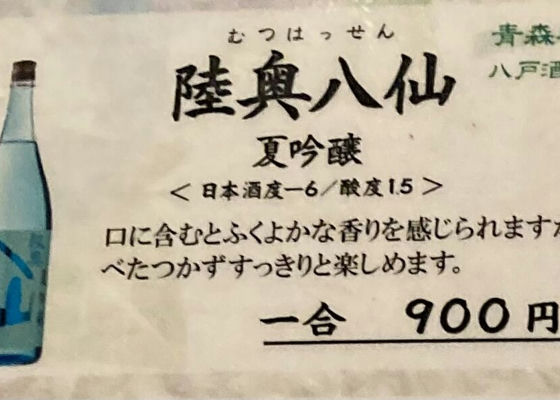 むつはっせん
陸奥八仙
青森
八戸酒
夏吟醸
<日本酒度-6/酸度1.5>
口に含むとふくよかな香りを感じられますが
べたつかずすっきりと楽しめます。
一合 900円